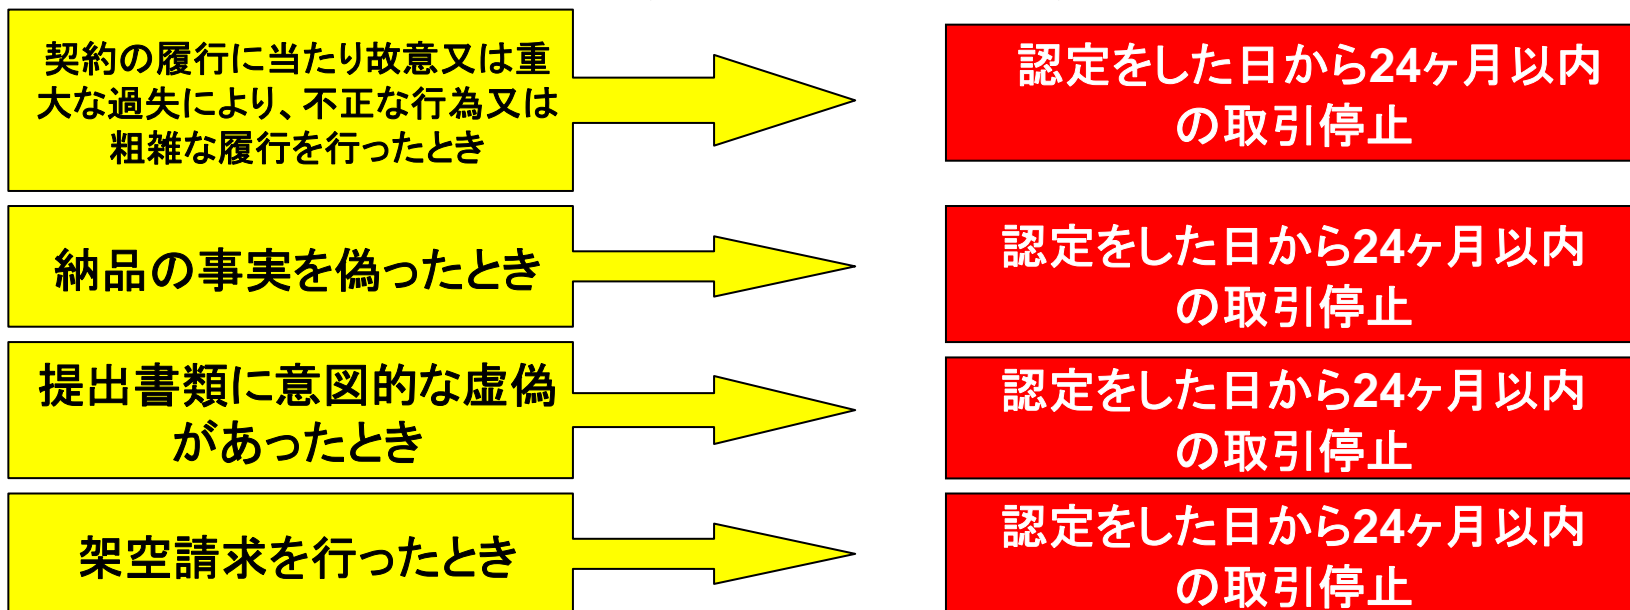 契約の履行に当たり故意又は重
大な過失により、不正な行為又は
粗雑な履行を行ったとき
認定をした日から24ヶ月以内
の取引停止
納品の事実を偽ったとき
認定をした日から24ヶ月以内
の取引停止
提出書類に意図的な虚偽
があったとき
認定をした日から24ヶ月以内
の取引停止
架空請求を行ったとき
認定をした日から24ヶ月以内
の取引停止